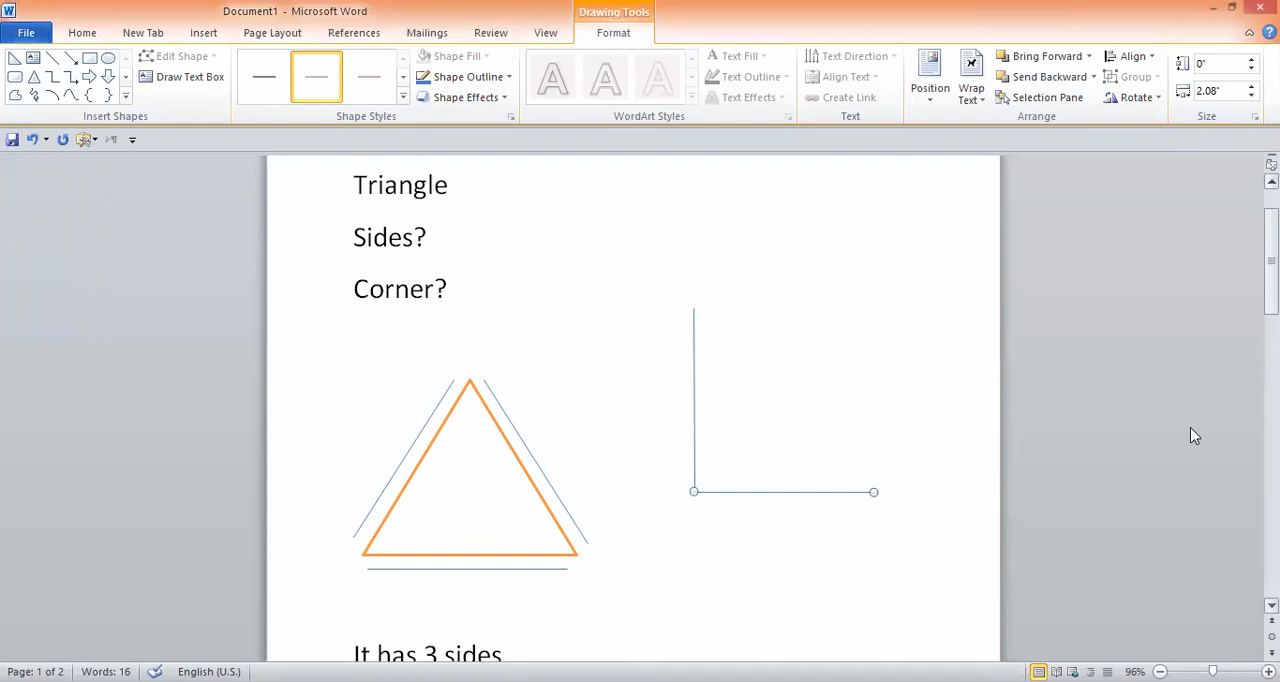 Document1 - Microsoft Word
Drawing Tools
File Home New Tab Insert Page Layout References Mailings Review View Format
Edit Shape
Draw Text Box
Insert Shapes
Shape Fill
Shape Outline
Shape Effects
Shape Styles
A A A
Text Fill
Text Outline
Text Effects
WordArt Styles
Text Direction
Align Text
Create Link
Text
Position
Wrap
Text
Bring Forward
Send Backward
Selection Pane
Align
Group
Rotate
Arrange
0"
2.08"
Size
Triangle
Sides?
Corner?
It has 3 sides
Page: 1 of 2 Words: 16 English (U.S.) 96%